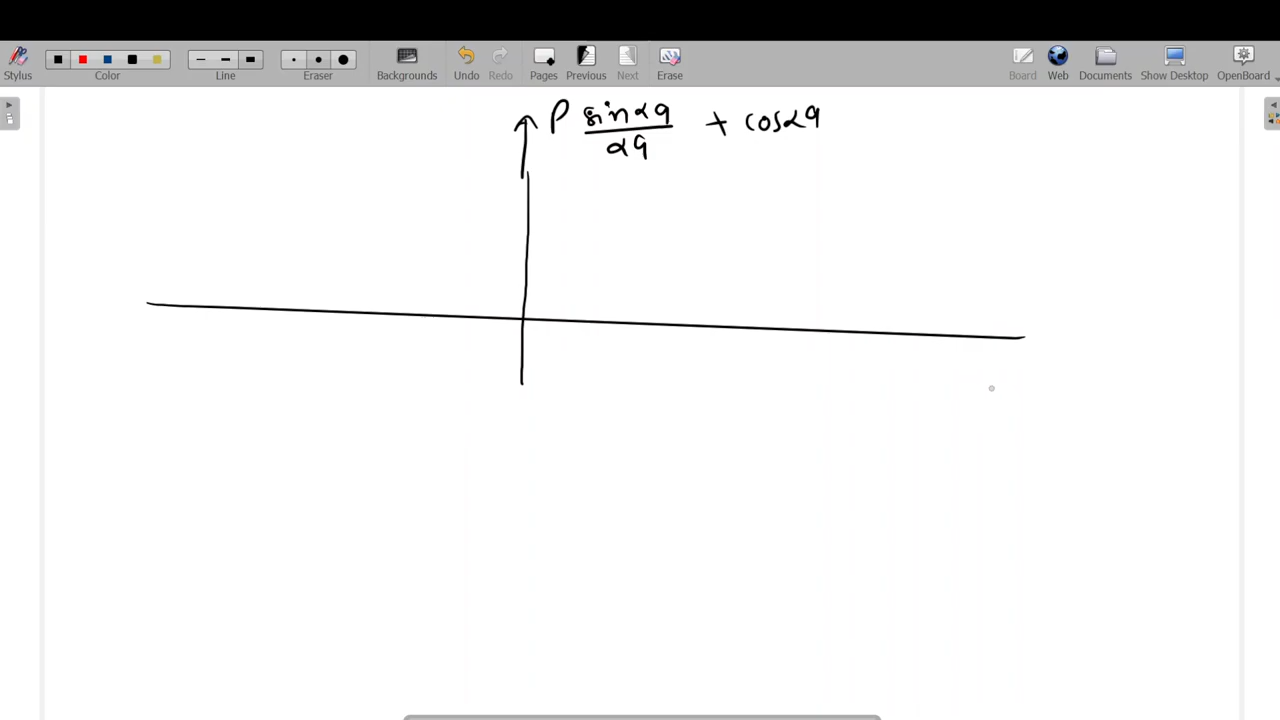 Stylus Color Line Eraser Backgrounds Undo Redo Pages Previous Next Erase Board Web Documents Show Desktop OpenBoard
P sinαa/αa + cosαa